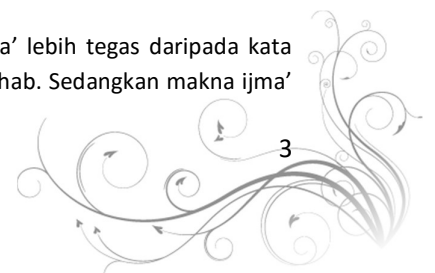 a’ lebih tegas daripada kata
hab. Sedangkan makna ijma’
3